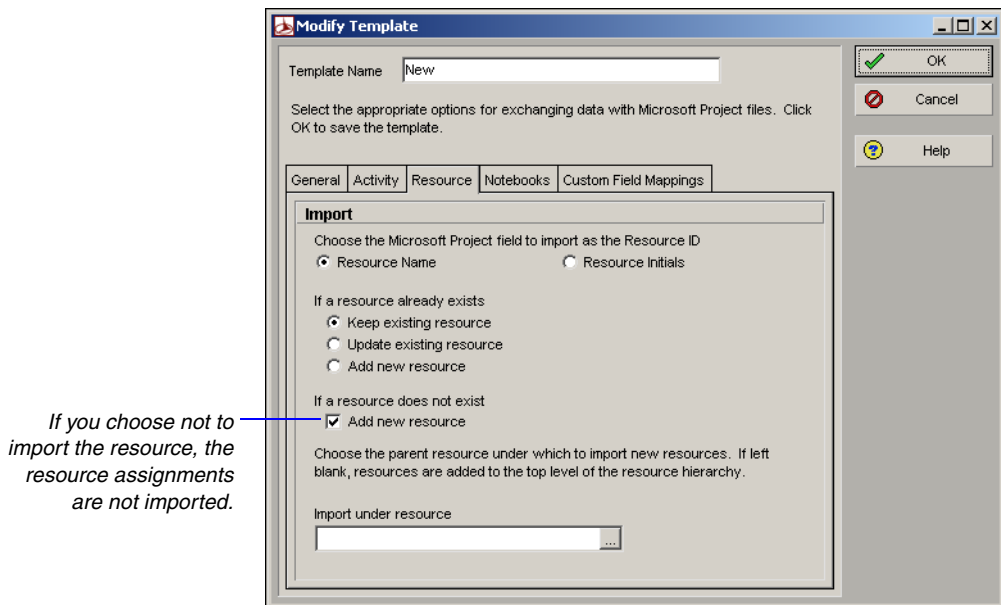 Modify Template
Template Name New
OK
Cancel
Help
Select the appropriate options for exchanging data with Microsoft Project files. Click
OK to save the template.
General Activity Resource Notebooks Custom Field Mappings
Import
Choose the Microsoft Project field to import as the Resource ID
Resource Name Resource Initials
If a resource already exists
Keep existing resource
Update existing resource
Add new resource
If a resource does not exist
Add new resource
If you choose not to
import the resource, the
resource assignments
are not imported.
Choose the parent resource under which to import new resources. If left
blank, resources are added to the top level of the resource hierarchy.
Import under resource
...